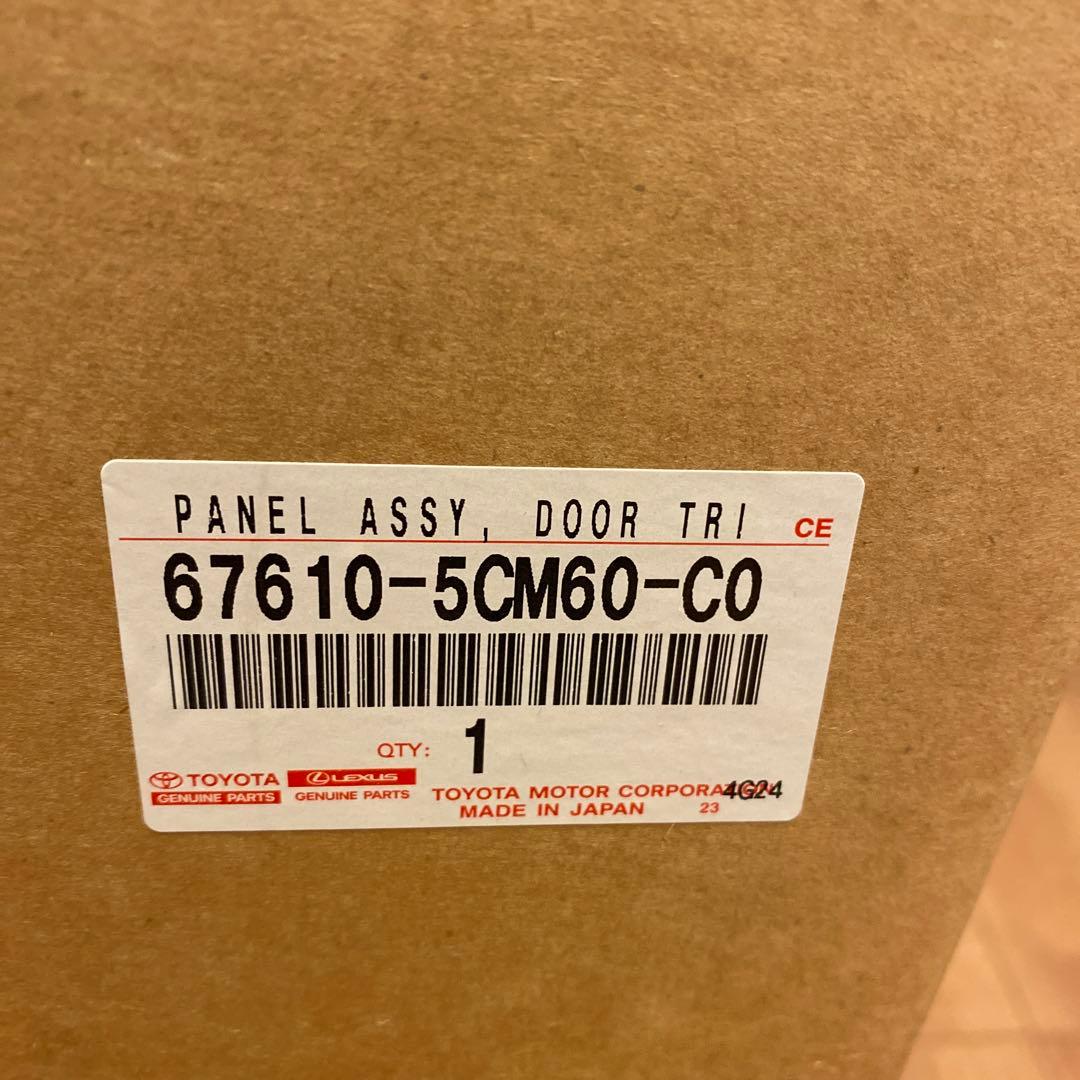 PANEL ASSY, DOOR TRI CE
67610-5CM60-C0
QTY: 1
TOYOTA
GENUINE PARTS
LEXUS
GENUINE PARTS
TOYOTA MOTOR CORPORATION 4G24
MADE IN JAPAN 23